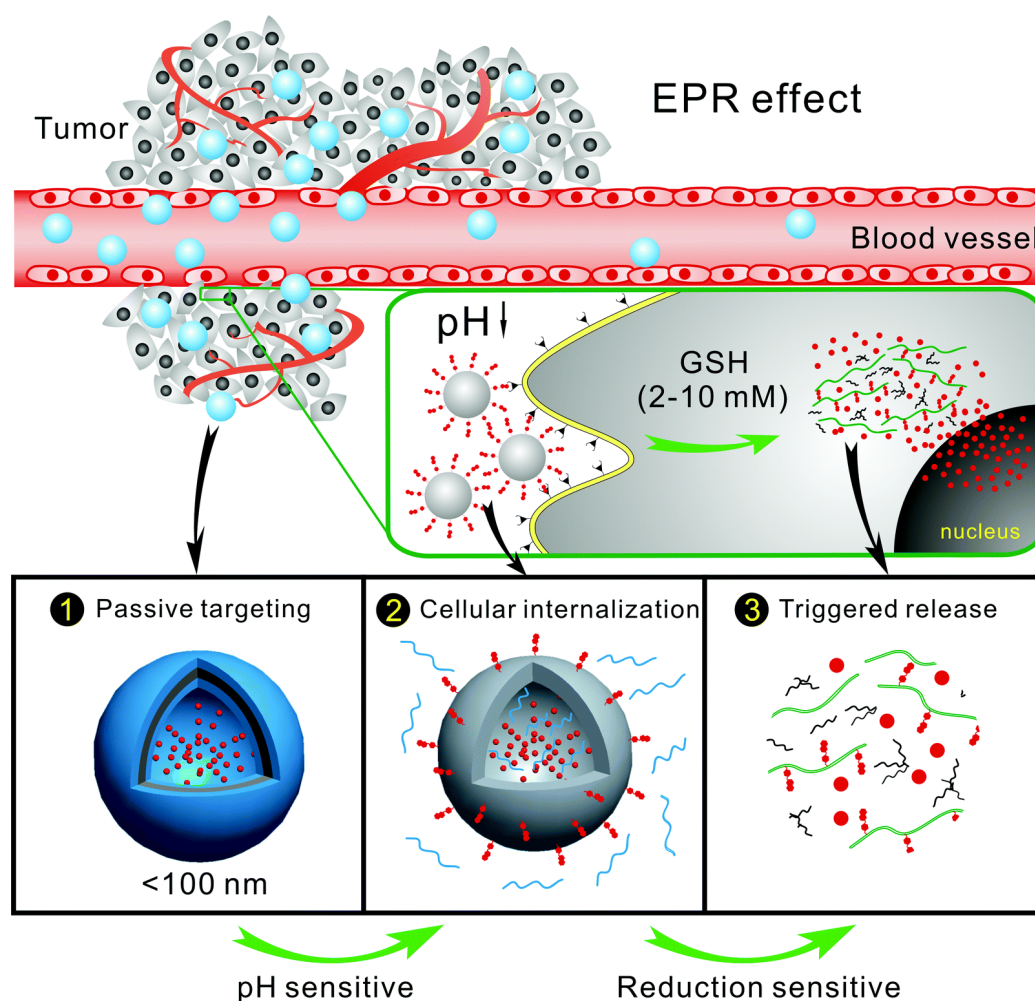 EPR effect
Tumor
Blood vessel
pH↓
GSH
(2-10 mM)
nucleus
1 Passive targeting
<100 nm
2 Cellular internalization
3 Triggered release
pH sensitive
Reduction sensitive